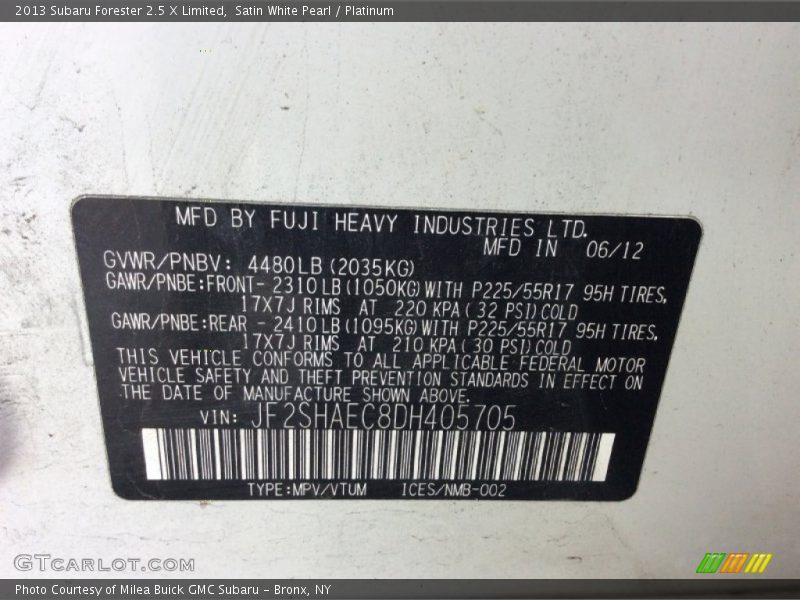 2013 Subaru Forester 2.5 X Limited,  Satin White Pearl / Platinum
MFD BY FUJI HEAVY INDUSTRIES LTD.
MFD IN 06/12
GVWR/PNBV: 4480LB (2035KG)
GAWR/PNBE:FRONT- 2310LB (1050KG) WITH P225/55R17 95H TIRES,
17X7J RIMS AT 220 KPA ( 32 PSI) COLD
GAWR/PNBE:REAR - 2410LB (1095KG) WITH P225/55R17 95H TIRES,
17X7J RIMS AT 210 KPA ( 30 PSI) COLD
THIS VEHICLE CONFORMS TO ALL APPLICABLE FEDERAL MOTOR
VEHICLE SAFETY AND THEFT PREVENTION STANDARDS IN EFFECT ON
THE DATE OF MANUFACTURE SHOWN ABOVE.
VIN: JF2SHAEC8DH405705
TYPE:MPV/VTUM ICES/NMB-002
GTCARLOT.COM
Photo Courtesy of Milea Buick GMC Subaru - Bronx, NY